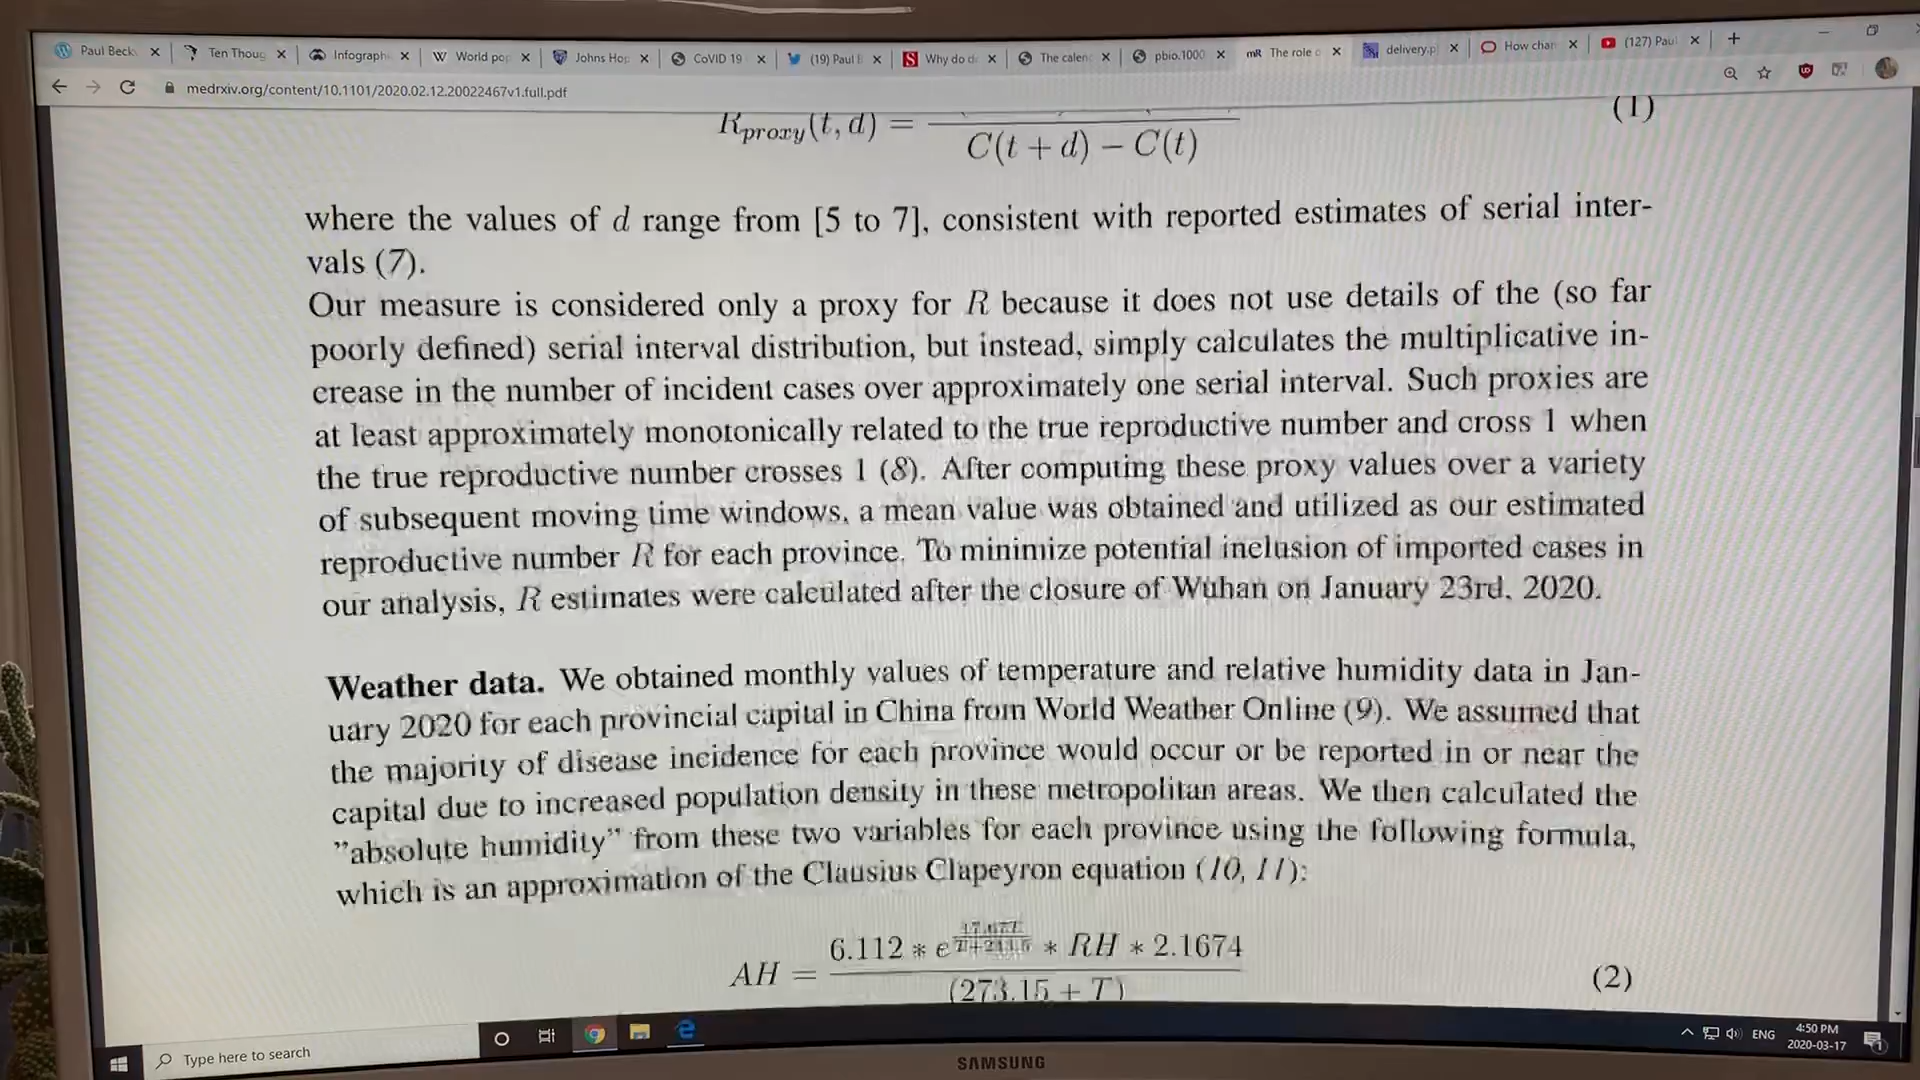 Paul Beck
Ten Thoug
Infograph
World pop
Johns Hop
CoVID 19
(19) Paul B
Why do d
The calen
pbio.1000
mR The role o
delivery.p
How chan
(127) Paul
medrxiv.org/content/10.1101/2020.02.12.20022467v1.full.pdf
Rproxy(t, d) =
C(t + d) − C(t)
(1)
where the values of d range from [5 to 7], consistent with reported estimates of serial inter-
vals (7).
Our measure is considered only a proxy for R because it does not use details of the (so far
poorly defined) serial interval distribution, but instead, simply calculates the multiplicative in-
crease in the number of incident cases over approximately one serial interval. Such proxies are
at least approximately monotonically related to the true reproductive number and cross 1 when
the true reproductive number crosses 1 (8). After computing these proxy values over a variety
of subsequent moving time windows, a mean value was obtained and utilized as our estimated
reproductive number R for each province. To minimize potential inclusion of imported cases in
our analysis, R estimates were calculated after the closure of Wuhan on January 23rd, 2020.
Weather data. We obtained monthly values of temperature and relative humidity data in Jan-
uary 2020 for each provincial capital in China from World Weather Online (9). We assumed that
the majority of disease incidence for each province would occur or be reported in or near the
capital due to increased population density in these metropolitan areas. We then calculated the
”absolute humidity” from these two variables for each province using the following formula,
which is an approximation of the Clausius Clapeyron equation (10, 11):
6.112 * e * RH * 2.1674
AH =
(273.15 + T)
(2)
Type here to search
ENG
4:50 PM
2020-03-17
SAMSUNG